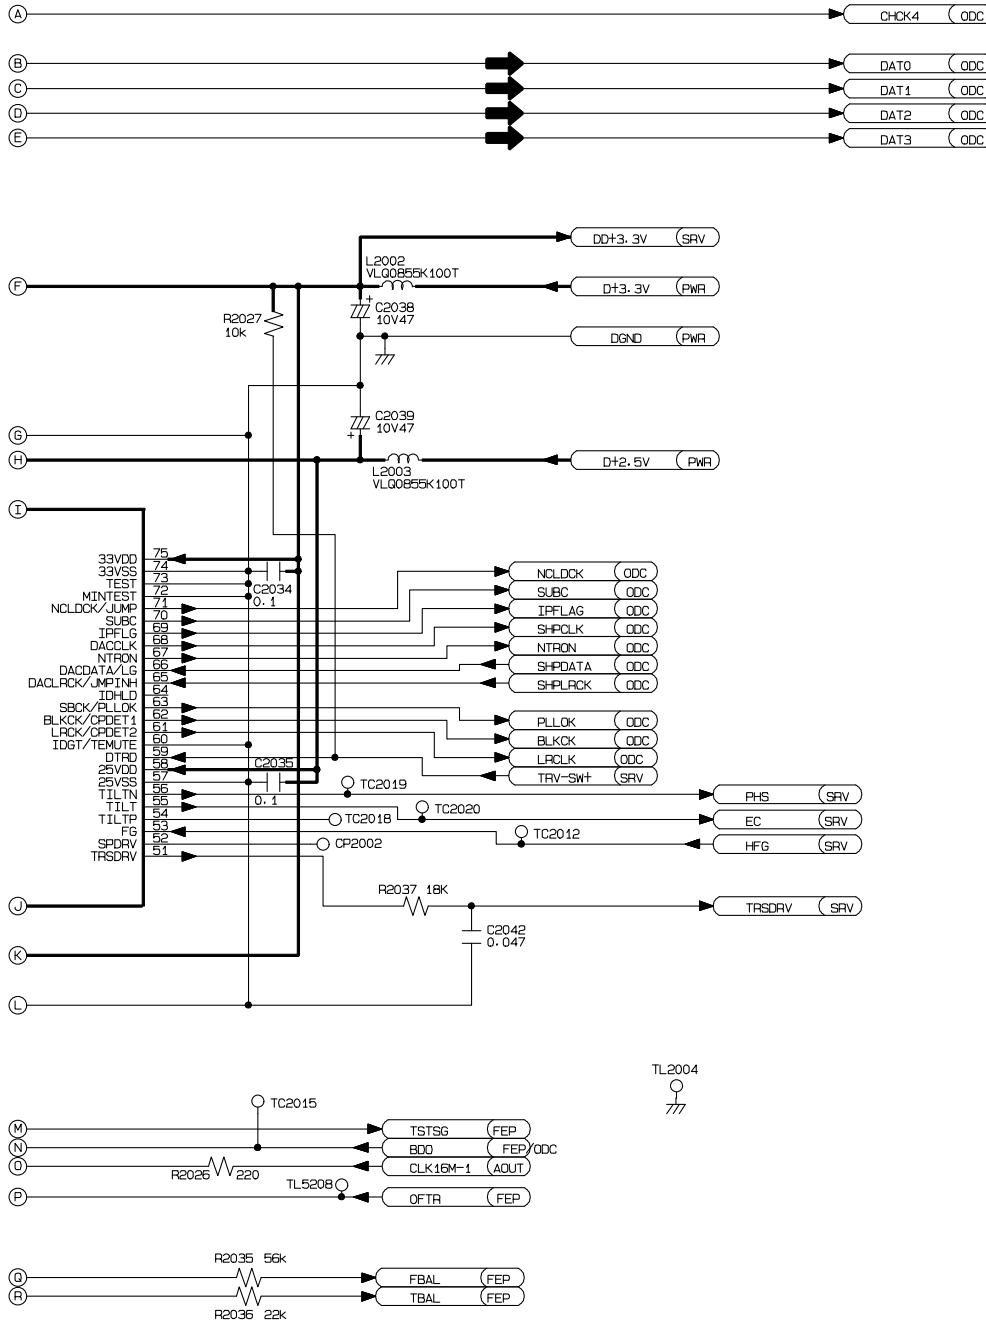 A CHCK4 ODC
B DAT0 ODC
C DAT1 ODC
D DAT2 ODC
E DAT3 ODC
DD+3.3V SRV
L2002
VLQ0855K100T
F D+3.3V PWR
C2038
10V47
R2027
10k
DGND PWR
C2039
10V47
G
H D+2.5V PWR
L2003
VLQ0855K100T
I
33VDD 75
33VSS 74
TEST 73
MINTEST 72
NCLDCK/JUMP 71
SUBC 70
IPFLG 69
DACCLK 68
NTRON 67
DACDATA/LG 66
DACLRCK/JMPINH 65
IDHLD 64
SBCK/PLLOK 63
BLKCK/CPDET1 62
LRCK/CPDET2 61
IDGT/TEMUTE 60
DTRD 59
25VDD 58
25VSS 57
TILTN 56
TILT 55
TILTP 54
FG 53
SPDRV 52
TRSDRV 51
C2034
0.1
C2035
0.1
NCLDCK ODC
SUBC ODC
IPFLAG ODC
SHPCLK ODC
NTRON ODC
SHPDATA ODC
SHPLRCK ODC
PLLOK ODC
BLKCK ODC
LRCLK ODC
TRV-SW+ SRV
TC2019
PHS SRV
TC2020
TC2018
EC SRV
TC2012
CP2002
HFG SRV
R2037 18K
J TRSDRV SRV
C2042
0.047
K
L
TL2004
TC2015
M TSTSG FEP
N BDO FEP/ODC
O CLK16M-1 AOUT
R2026 220
TL5208
P OFTR FEP
R2035 56k
Q FBAL FEP
R TBAL FEP
R2036 22k